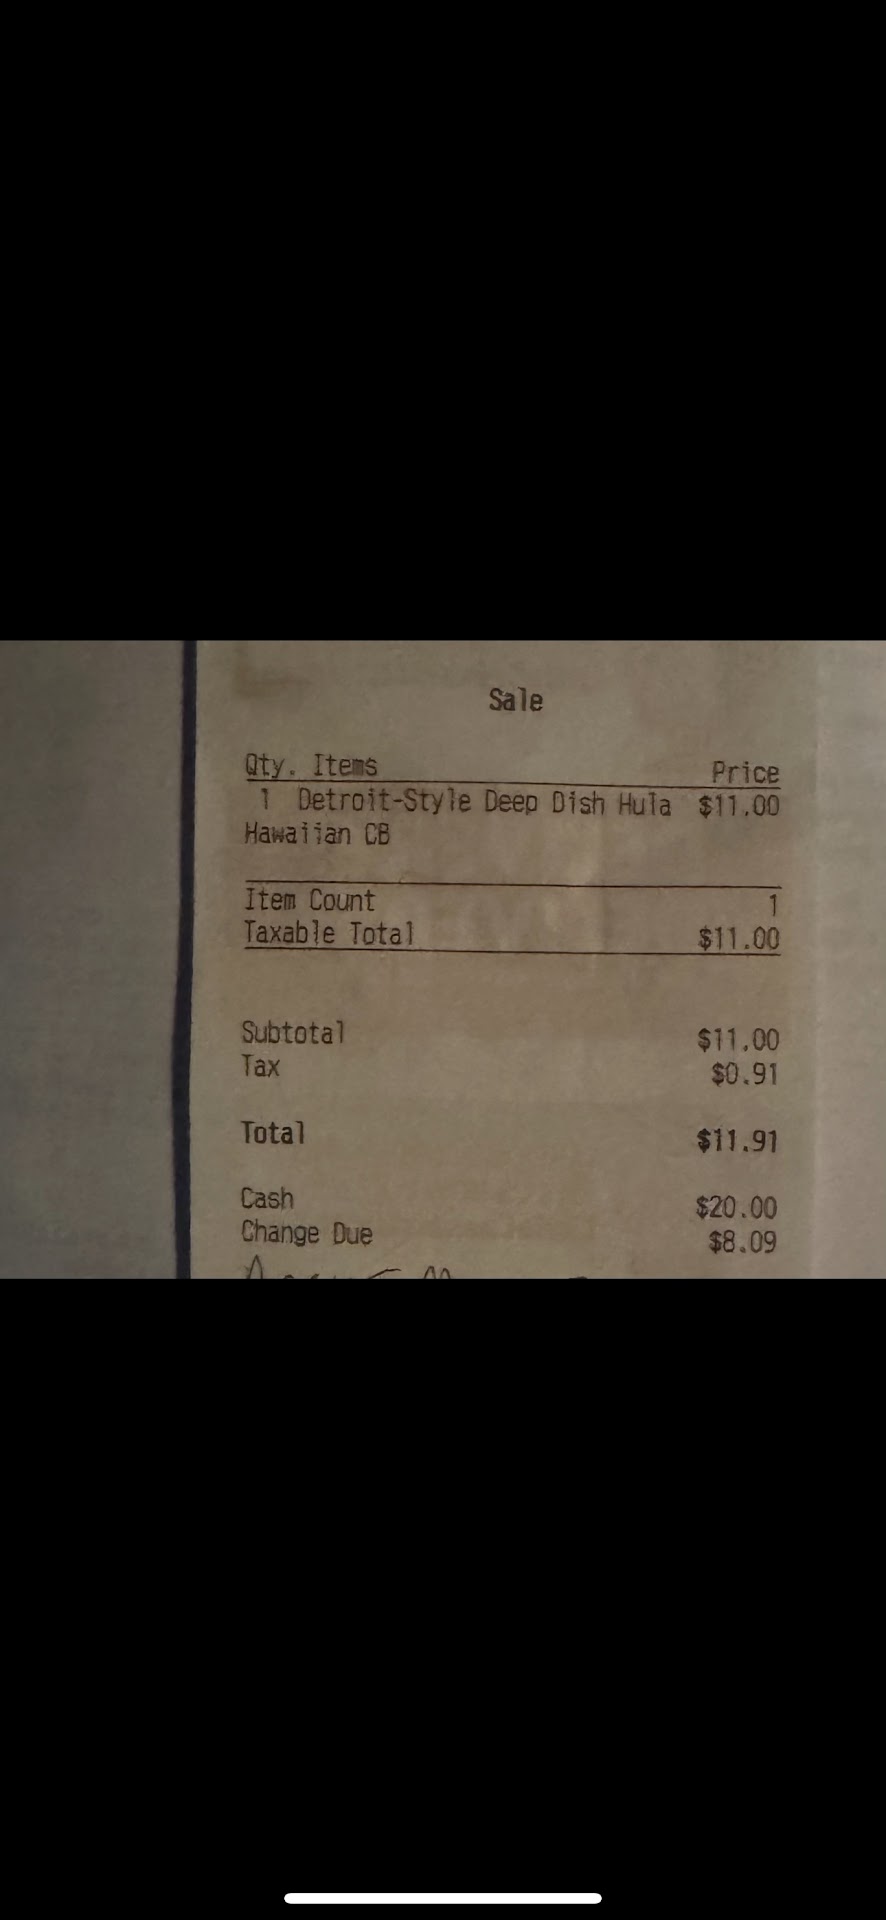 Sale
Qty. Items Price
1 Detroit-Style Deep Dish Hula $11.00
Hawaiian CB
Item Count 1
Taxable Total $11.00
Subtotal $11.00
Tax $0.91
Total $11.91
Cash $20.00
Change Due $8.09